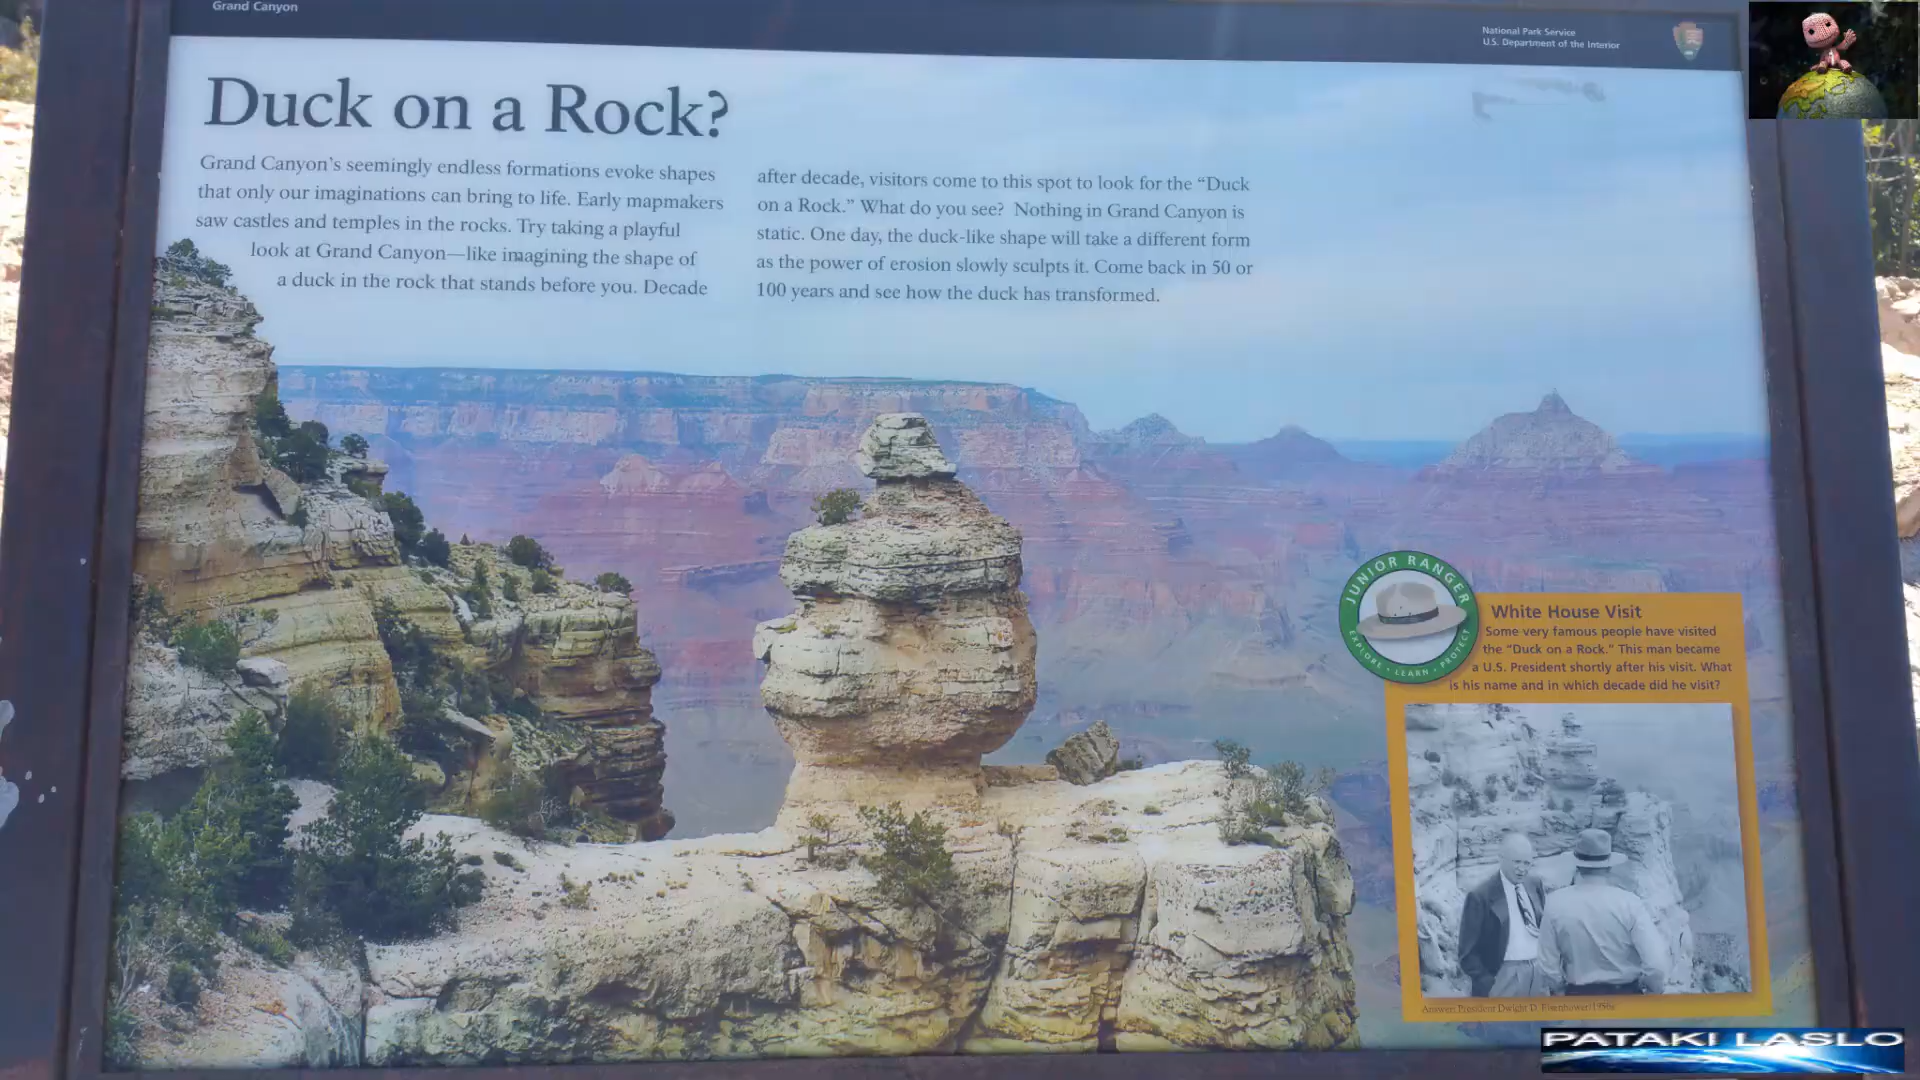 Grand Canyon
National Park Service
U.S. Department of the Interior
Duck on a Rock?
Grand Canyon's seemingly endless formations evoke shapes
that only our imaginations can bring to life. Early mapmakers
saw castles and temples in the rocks. Try taking a playful
look at Grand Canyon—like imagining the shape of
a duck in the rock that stands before you. Decade
after decade, visitors come to this spot to look for the “Duck
on a Rock.” What do you see? Nothing in Grand Canyon is
static. One day, the duck-like shape will take a different form
as the power of erosion slowly sculpts it. Come back in 50 or
100 years and see how the duck has transformed.
JUNIOR RANGER
EXPLORE • LEARN • PROTECT
White House Visit
Some very famous people have visited
the “Duck on a Rock.” This man became
a U.S. President shortly after his visit. What
is his name and in which decade did he visit?
Answer: President Dwight D. Eisenhower/1950s
PATAKI LASLO